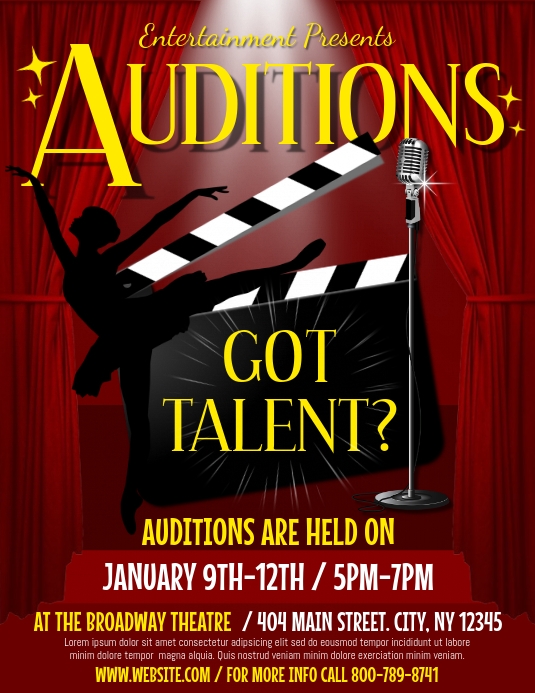 Entertainment Presents
AUDITIONS
GOT
TALENT?
AUDITIONS ARE HELD ON
JANUARY 9TH-12TH / 5PM-7PM
AT THE BROADWAY THEATRE / 404 MAIN STREET. CITY, NY 12345
Lorem ipsum dolor sit amet consectetur adipisicing elit sed do eousmod tempor incididunt ut labore
minim dolore tempor magna alquia. Quis nostrud veniam minim dolore exerciation minim veniam.
WWW.WEBSITE.COM / FOR MORE INFO CALL 800-789-8741